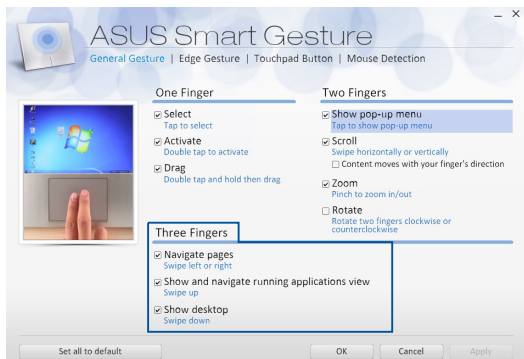 ASUS Smart Gesture
General Gesture | Edge Gesture | Touchpad Button | Mouse Detection
One Finger
Select
Tap to select
Activate
Double tap to activate
Drag
Double tap and hold then drag
Two Fingers
Show pop-up menu
Tap to show pop-up menu
Scroll
Swipe horizontally or vertically
Content moves with your finger's direction
Zoom
Pinch to zoom in/out
Rotate
Rotate two fingers clockwise or
counterclockwise
Three Fingers
Navigate pages
Swipe left or right
Show and navigate running applications view
Swipe up
Show desktop
Swipe down
Set all to default
OK
Cancel
Apply